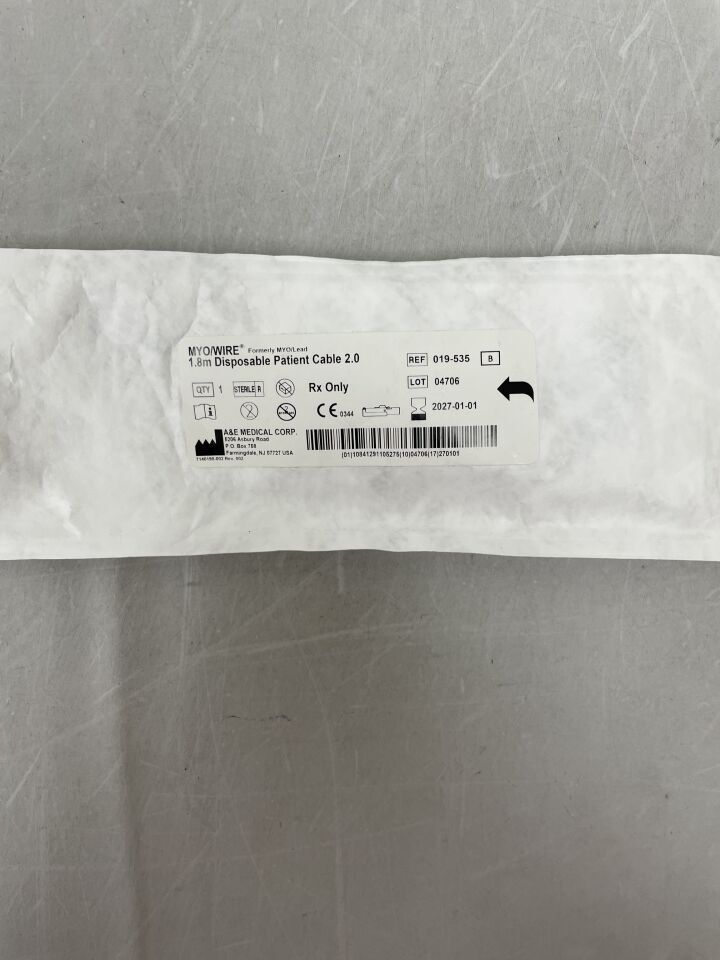 MYO/WIRE® Formerly MYO/Lead
1.8m Disposable Patient Cable 2.0
REF 019-535 B
QTY 1 STERILE R Rx Only
LOT 04706
CE 0344
2027-01-01
A&E MEDICAL CORP.
5206 Asbury Road
P.O. Box 758
Farmingdale, NJ 07727 USA
(01)10841291105275(10)04706(17)270101